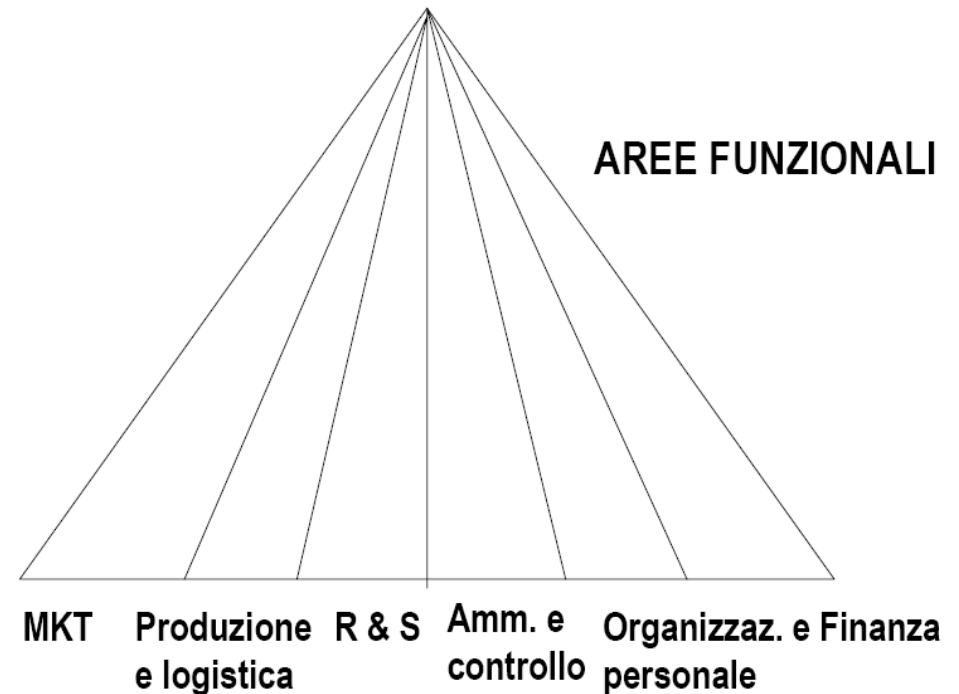 AREE FUNZIONALI
MKT
Produzione
e logistica
R & S
Amm. e
controllo
Organizzaz. e Finanza
personale